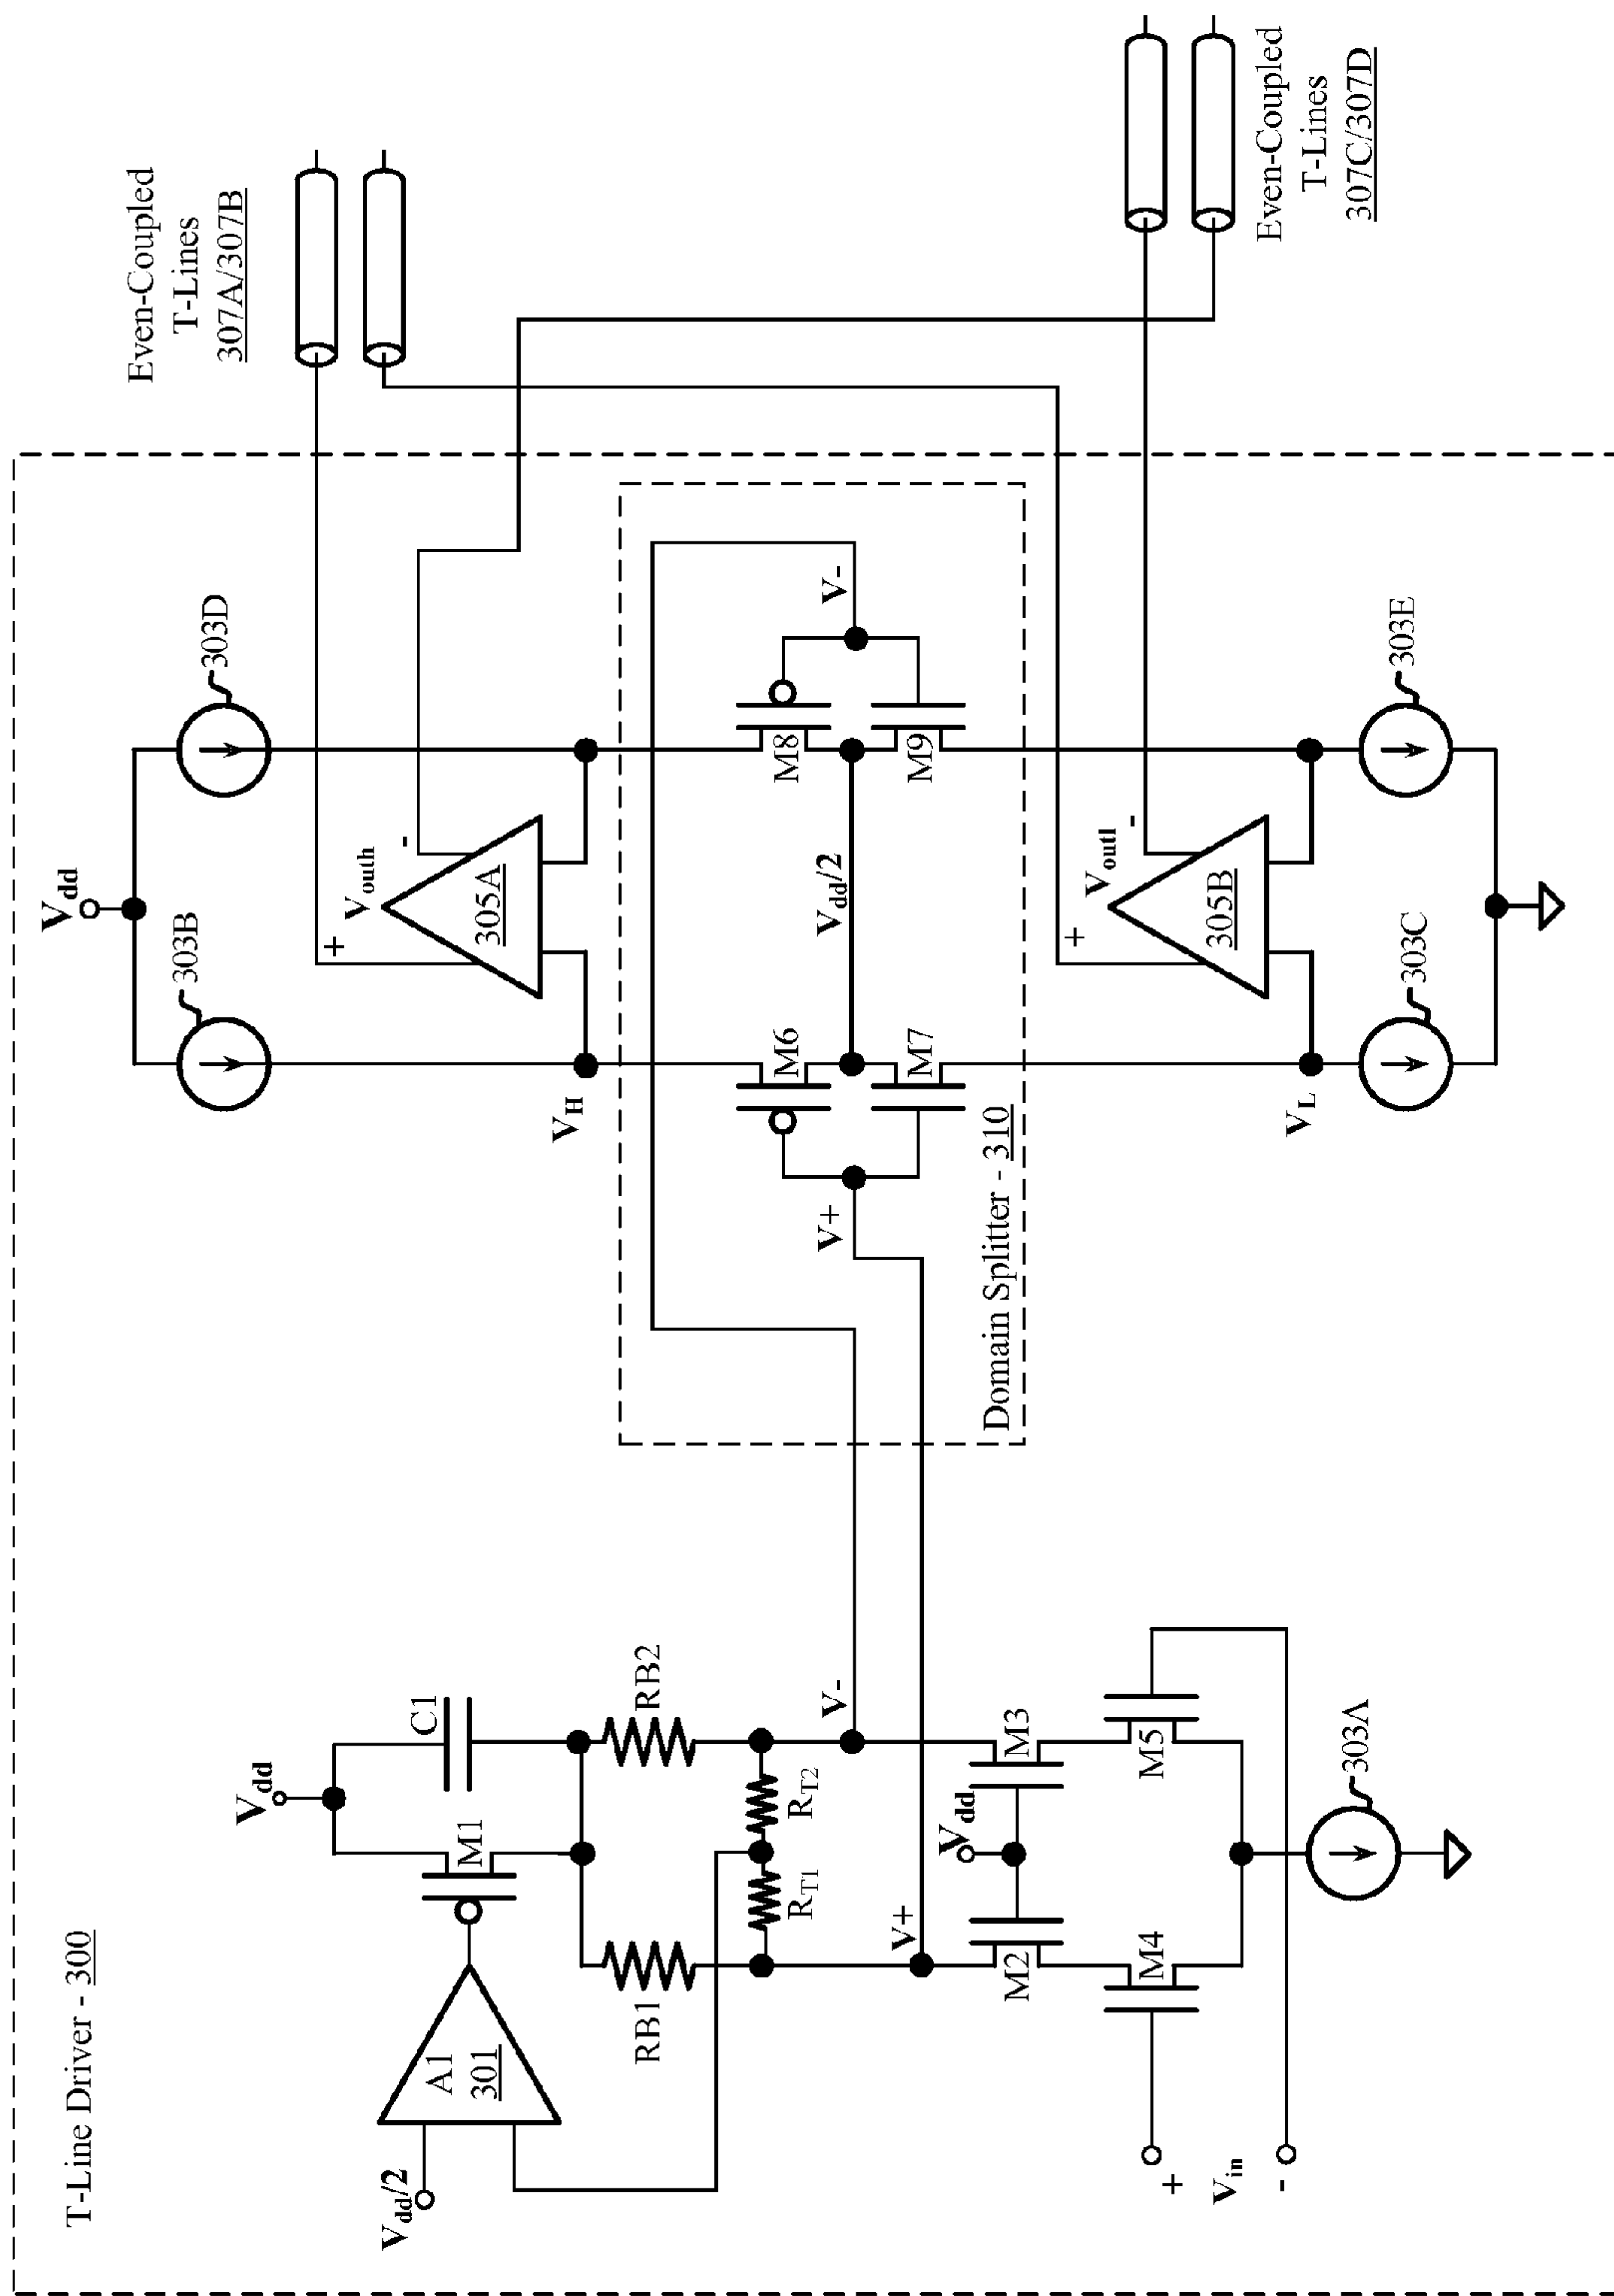 T-Line Driver - 300
Vdd/2
A1
301
Vdd
M1
C1
RB1
RB2
RT1
RT2
V+
V-
Vdd
M2
M3
M4
M5
+
Vin
-
303A
Vdd
303B
303D
+
Vouth
-
305A
VH
V+
M6
M7
Vdd/2
M8
M9
V-
Domain Splitter - 310
+
Voutl
-
305B
VL
303C
303E
Even-Coupled
T-Lines
307A/307B
Even-Coupled
T-Lines
307C/307D